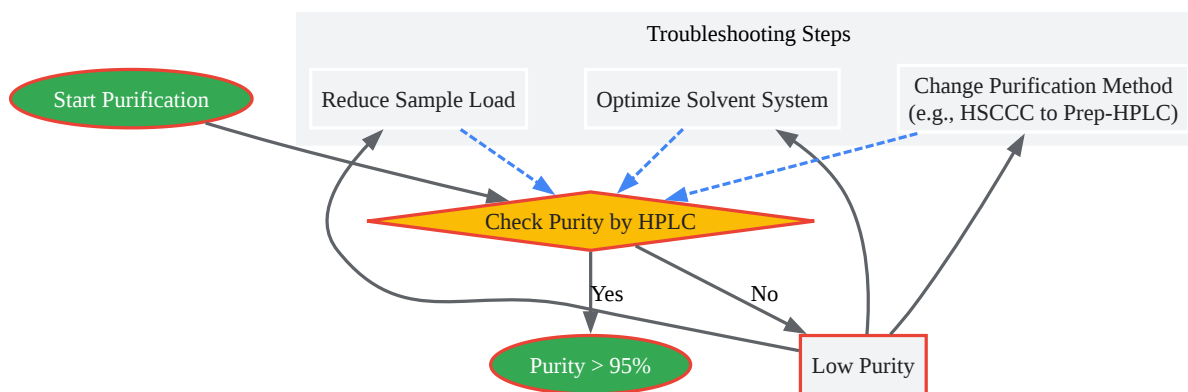 Troubleshooting Steps
Start Purification
Reduce Sample Load
Optimize Solvent System
Change Purification Method
(e.g., HSCCC to Prep-HPLC)
Check Purity by HPLC
Yes
No
Purity > 95%
Low Purity